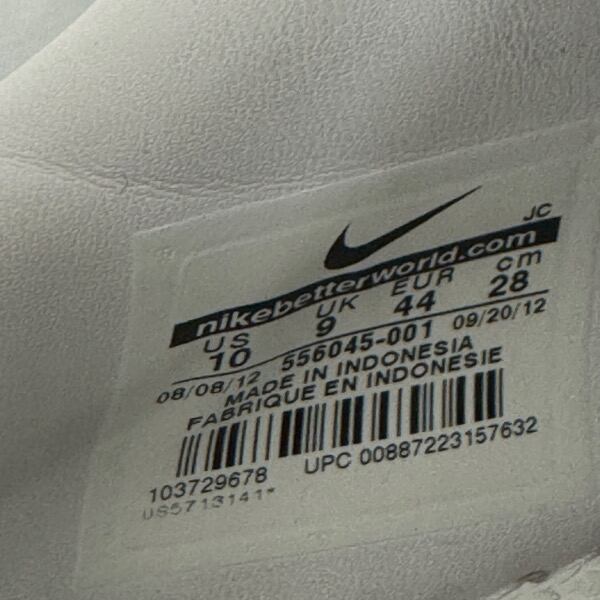 JC
nikebetterworld.com
US UK EUR cm
10 9 44 28
08/08/12 556045-001 09/20/12
MADE IN INDONESIA
FABRIQUE EN INDONESIE
103729678 UPC 00887223157632
US5713141*